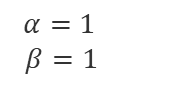 α = 1
β = 1